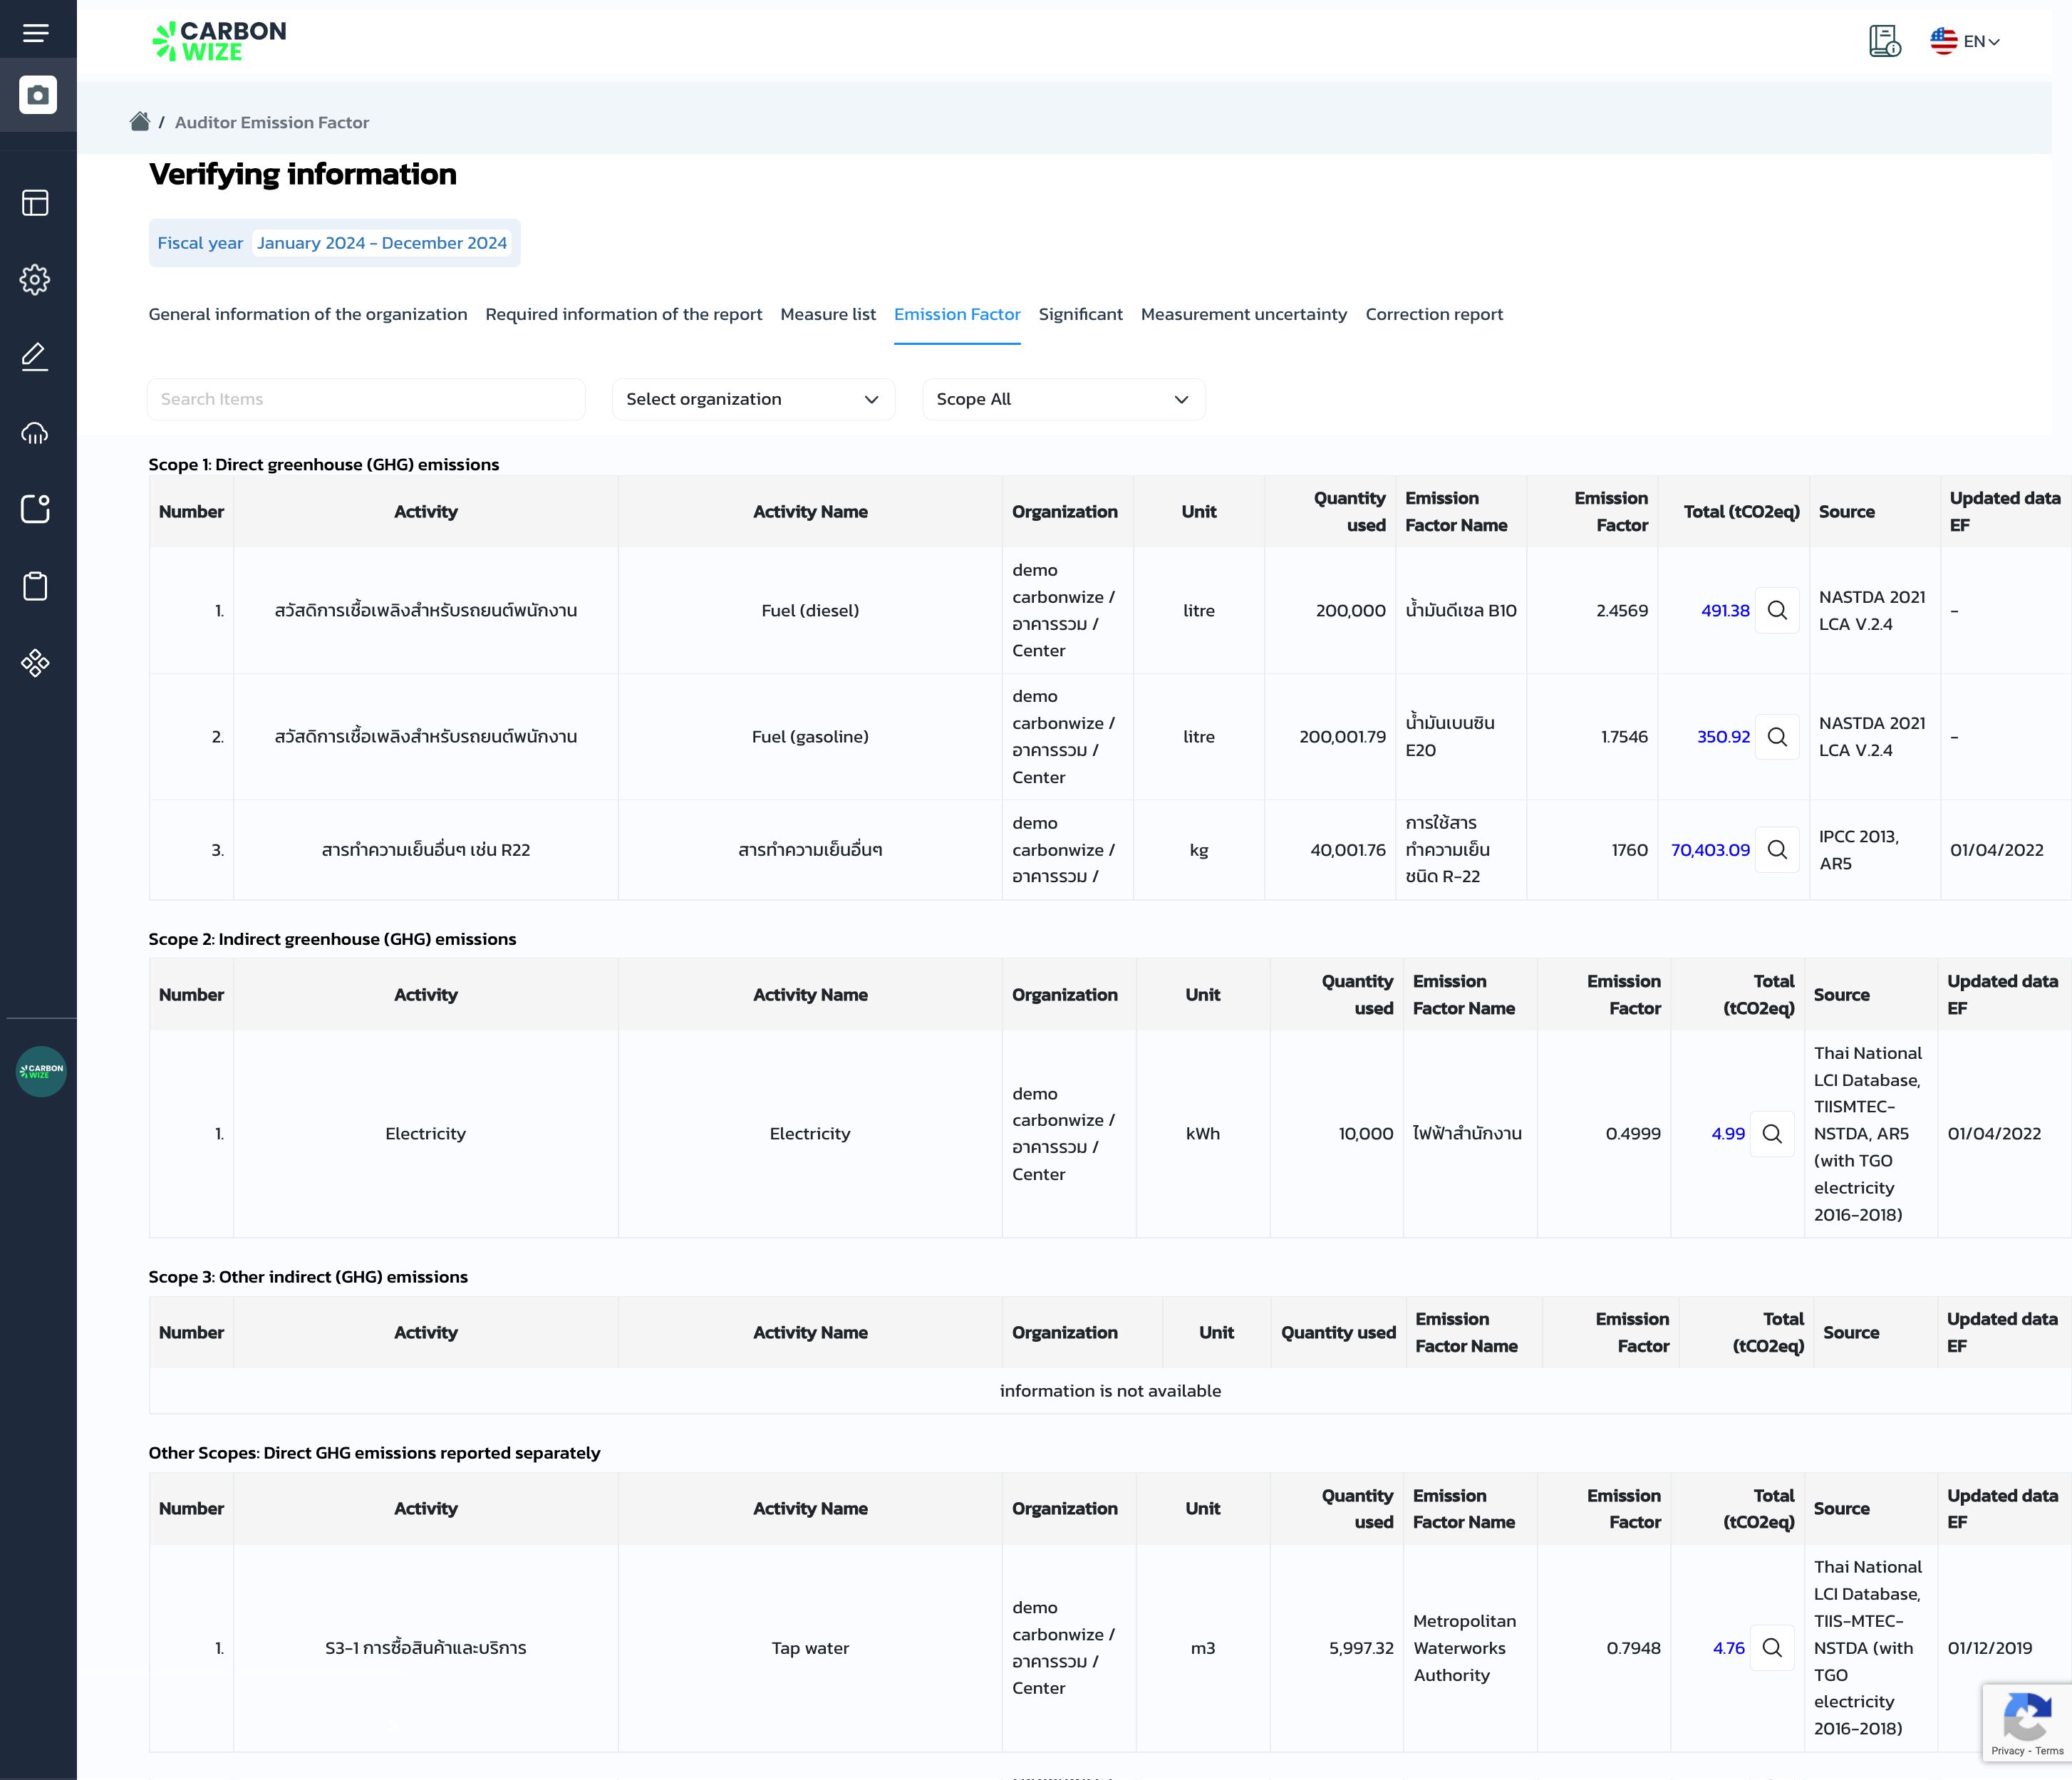 CARBON
WIZE
EN
/ Auditor Emission Factor
Verifying information
Fiscal year January 2024 - December 2024
General information of the organization Required information of the report Measure list Emission Factor Significant Measurement uncertainty Correction report
Search Items Select organization Scope All
Scope 1: Direct greenhouse (GHG) emissions
Number Activity Activity Name Organization Unit Quantity used Emission Factor Name Emission Factor Total (tCO2eq) Source Updated data EF
1. สวัสดิการเชื้อเพลิงสำหรับรถยนต์พนักงาน Fuel (diesel) demo carbonwize / อาคารรวม / Center litre 200,000 น้ำมันดีเซล B10 2.4569 491.38 NASTDA 2021 LCA V.2.4 -
2. สวัสดิการเชื้อเพลิงสำหรับรถยนต์พนักงาน Fuel (gasoline) demo carbonwize / อาคารรวม / Center litre 200,001.79 น้ำมันเบนซิน E20 1.7546 350.92 NASTDA 2021 LCA V.2.4 -
3. สารทำความเย็นอื่นๆ เช่น R22 สารทำความเย็นอื่นๆ demo carbonwize / อาคารรวม / kg 40,001.76 การใช้สารทำความเย็นชนิด R-22 1760 70,403.09 IPCC 2013, AR5 01/04/2022
Scope 2: Indirect greenhouse (GHG) emissions
Number Activity Activity Name Organization Unit Quantity used Emission Factor Name Emission Factor Total (tCO2eq) Source Updated data EF
1. Electricity Electricity demo carbonwize / อาคารรวม / Center kWh 10,000 ไฟฟ้าสำนักงาน 0.4999 4.99 Thai National LCI Database, TIISMTEC-NSTDA, AR5 (with TGO electricity 2016-2018) 01/04/2022
Scope 3: Other indirect (GHG) emissions
Number Activity Activity Name Organization Unit Quantity used Emission Factor Name Emission Factor Total (tCO2eq) Source Updated data EF
information is not available
Other Scopes: Direct GHG emissions reported separately
Number Activity Activity Name Organization Unit Quantity used Emission Factor Name Emission Factor Total (tCO2eq) Source Updated data EF
1. S3-1 การซื้อสินค้าและบริการ Tap water demo carbonwize / อาคารรวม / Center m3 5,997.32 Metropolitan Waterworks Authority 0.7948 4.76 Thai National LCI Database, TIIS-MTEC-NSTDA (with TGO electricity 2016-2018) 01/12/2019
CARBON
WIZE
Privacy - Terms